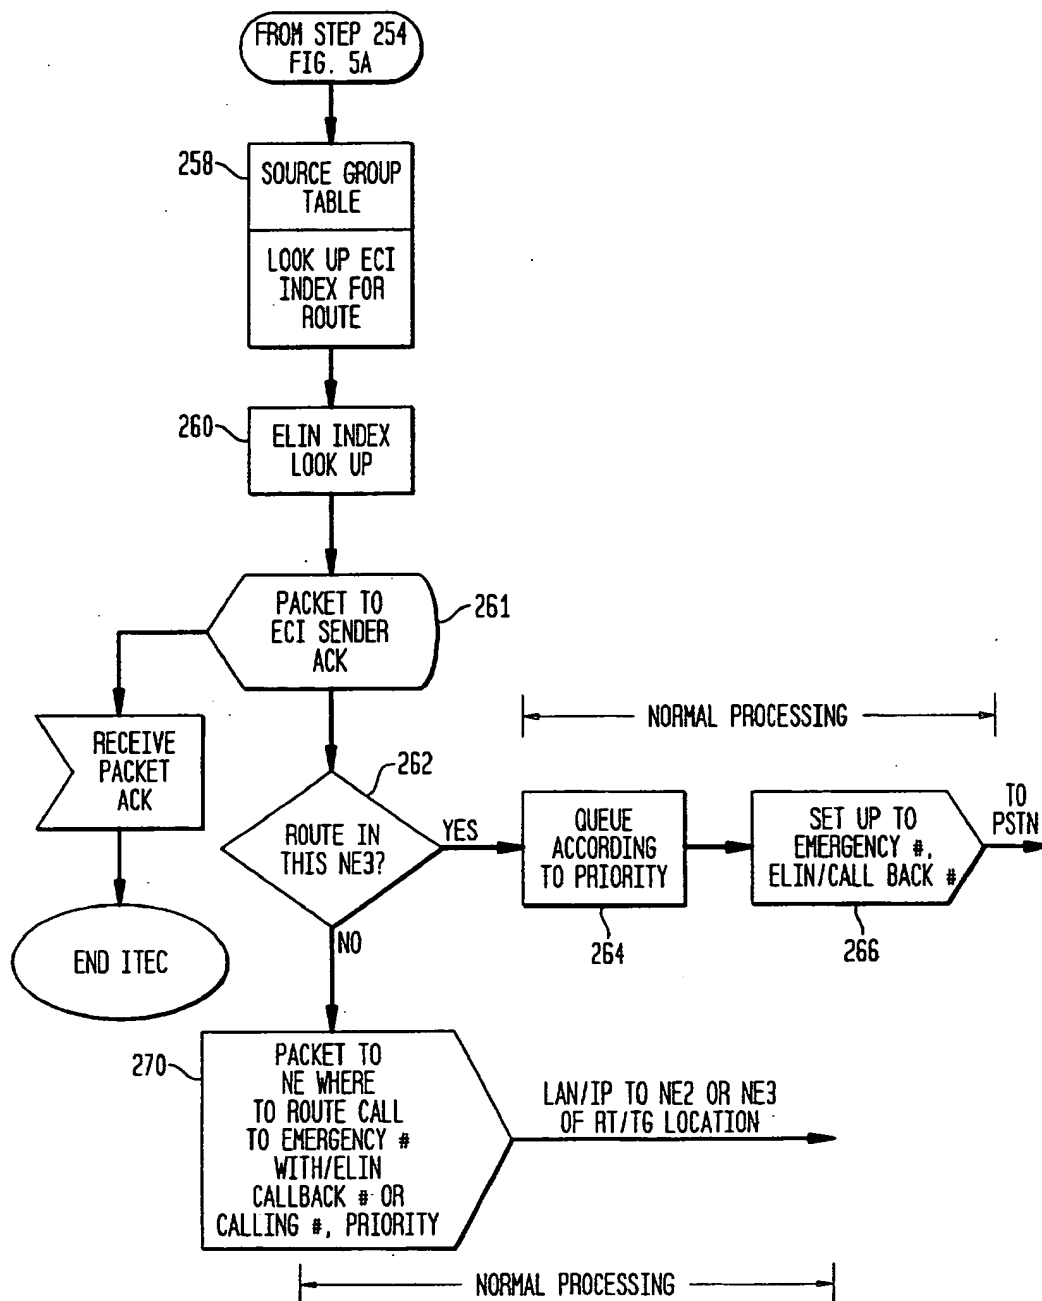 FROM STEP 254
FIG. 5A
258
SOURCE GROUP
TABLE
LOOK UP ECI
INDEX FOR
ROUTE
260
ELIN INDEX
LOOK UP
PACKET TO
ECI SENDER
ACK
261
RECEIVE
PACKET
ACK
END ITEC
262
ROUTE IN
THIS NE3?
YES
NO
NORMAL PROCESSING
QUEUE
ACCORDING
TO PRIORITY
264
SET UP TO
EMERGENCY #,
ELIN/CALL BACK #
266
TO
PSTN
270
PACKET TO
NE WHERE
TO ROUTE CALL
TO EMERGENCY #
WITH/ELIN
CALLBACK # OR
CALLING #, PRIORITY
LAN/IP TO NE2 OR NE3
OF RT/TG LOCATION
NORMAL PROCESSING